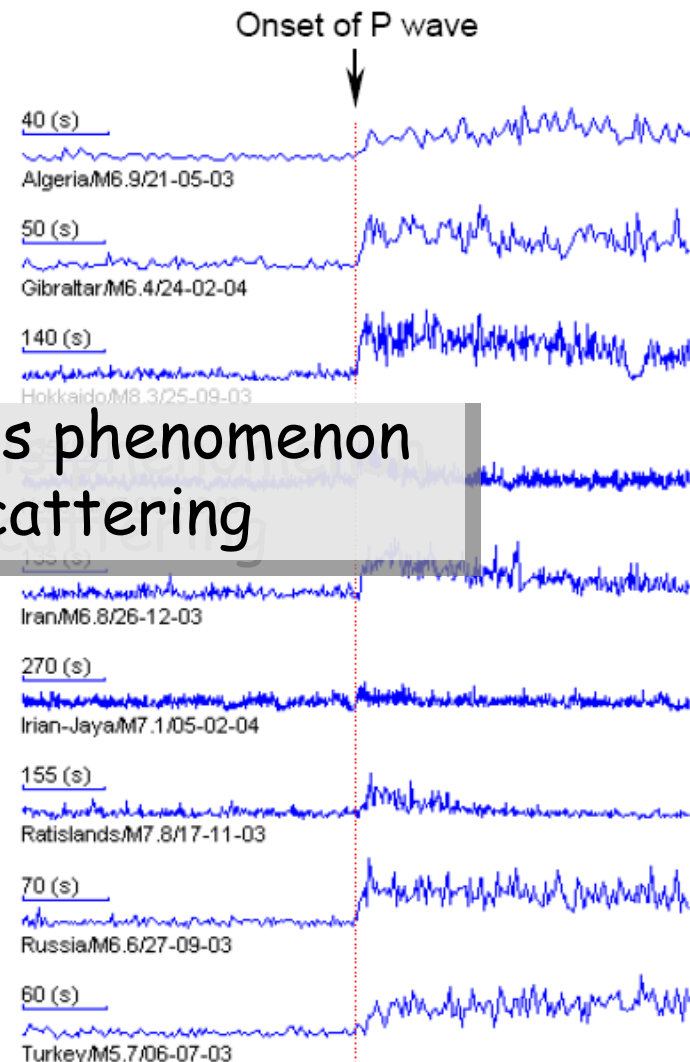 Onset of P wave
40 (s)
Algeria/M6.9/21-05-03
50 (s)
Gibraltar/M6.4/24-02-04
140 (s)
Hokkaido/M8.3/25-09-03
s phenomenon
cattering
Iran/M6.8/26-12-03
270 (s)
Irian-Jaya/M7.1/05-02-04
155 (s)
Ratislands/M7.8/17-11-03
70 (s)
Russia/M6.6/27-09-03
60 (s)
Turkey/M5.7/06-07-03